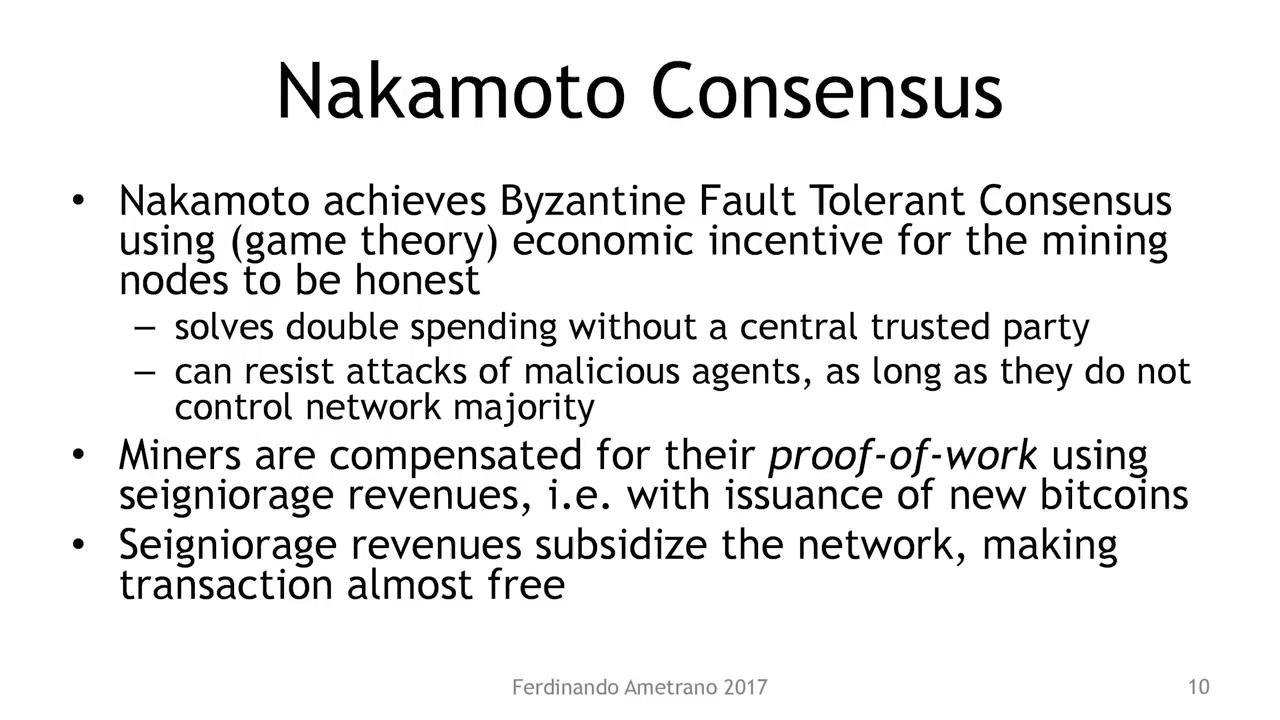 Nakamoto Consensus
• Nakamoto achieves Byzantine Fault Tolerant Consensus
using (game theory) economic incentive for the mining
nodes to be honest
– solves double spending without a central trusted party
– can resist attacks of malicious agents, as long as they do not
control network majority
• Miners are compensated for their proof-of-work using
seigniorage revenues, i.e. with issuance of new bitcoins
• Seigniorage revenues subsidize the network, making
transaction almost free
Ferdinando Ametrano 2017
10